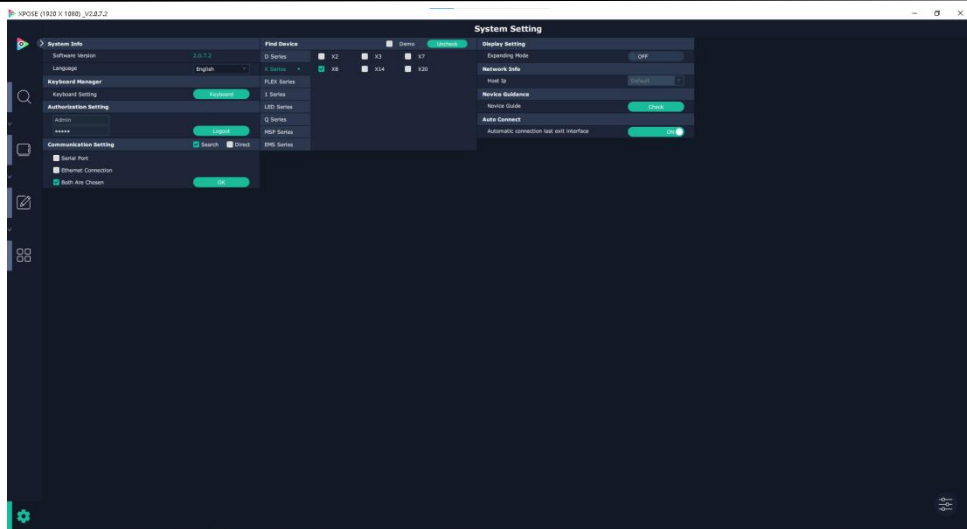 XPOSE (1920 X 1080) _V2.0.7.2
System Setting
System Info
Software Version 2.0.7.2
Language English
Keyboard Manager
Keyboard Setting Keyboard
Authorization Setting
Admin
***** Logout
Communication Setting Search Direct
Serial Port
Ethernet Connection
Both Are Chosen OK
Find Device Demo Uncheck
D Series X2 X3 X7
X Series X8 X14 X20
FLEX Series
LED Series
Q Series
MSP Series
EMS Series
Display Setting
Expanding Mode OFF
Network Info
Host Ip Default
Novice Guidance
Novice Guide Check
Auto Connect
Automatic connection last exit interface ON